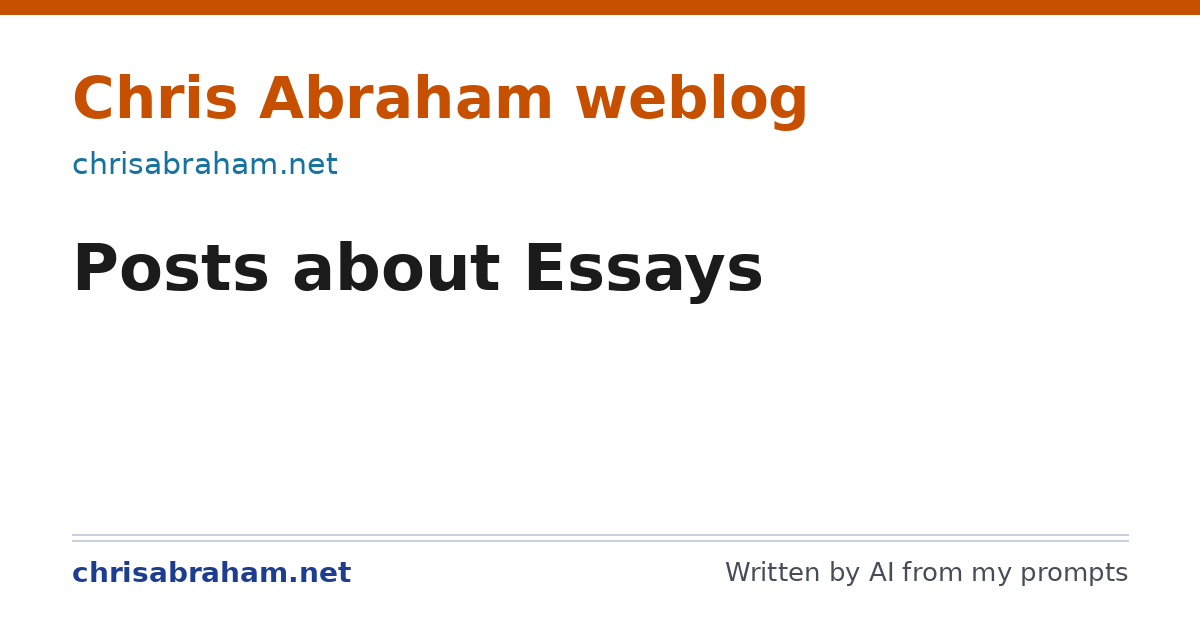 Chris Abraham weblog
chrisabraham.net
Posts about Essays
chrisabraham.net
Written by AI from my prompts